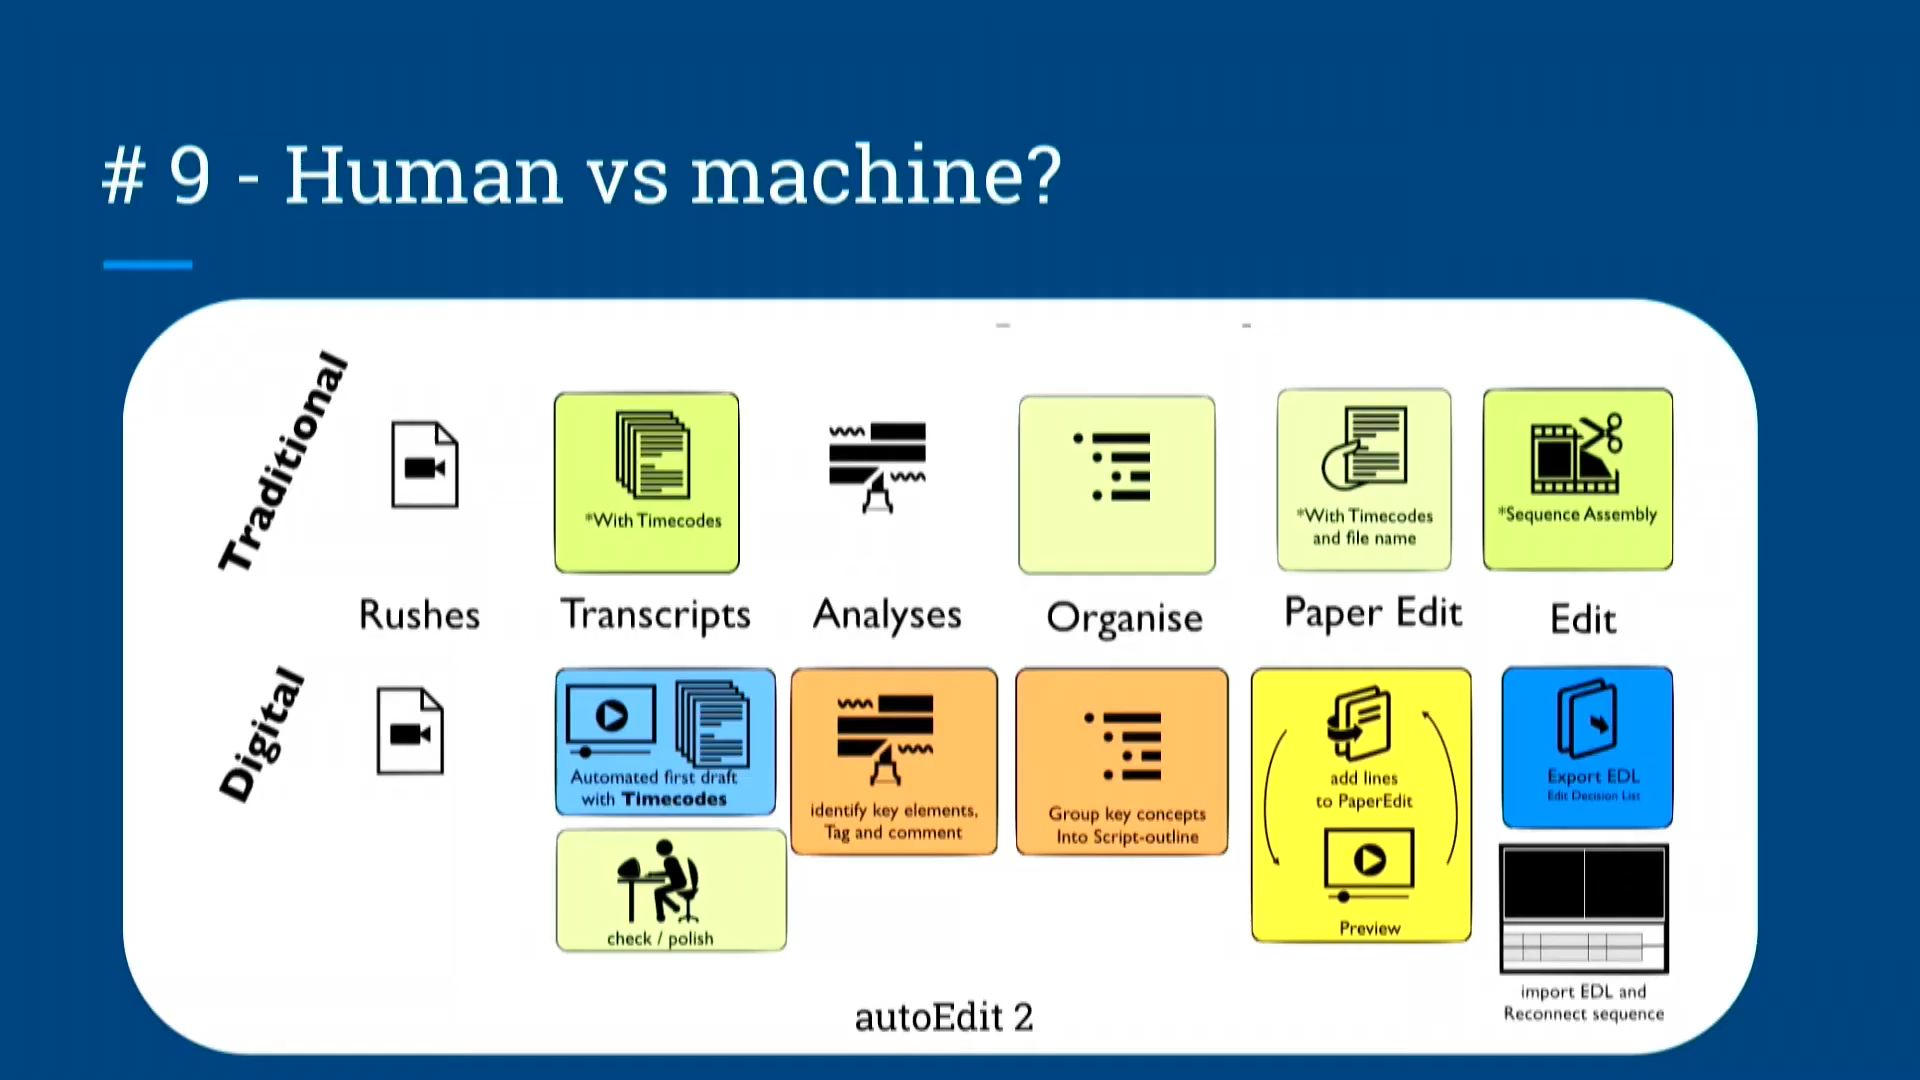 # 9 - Human vs machine?
Traditional
*With Timecodes
*With Timecodes
and file name
*Sequence Assembly
Rushes
Transcripts
Analyses
Organise
Paper Edit
Edit
Digital
Automated first draft
with Timecodes
check / polish
identify key elements,
Tag and comment
Group key concepts
Into Script-outline
add lines
to PaperEdit
Preview
Export EDL
Edit Decision List
import EDL and
Reconnect sequence
autoEdit 2